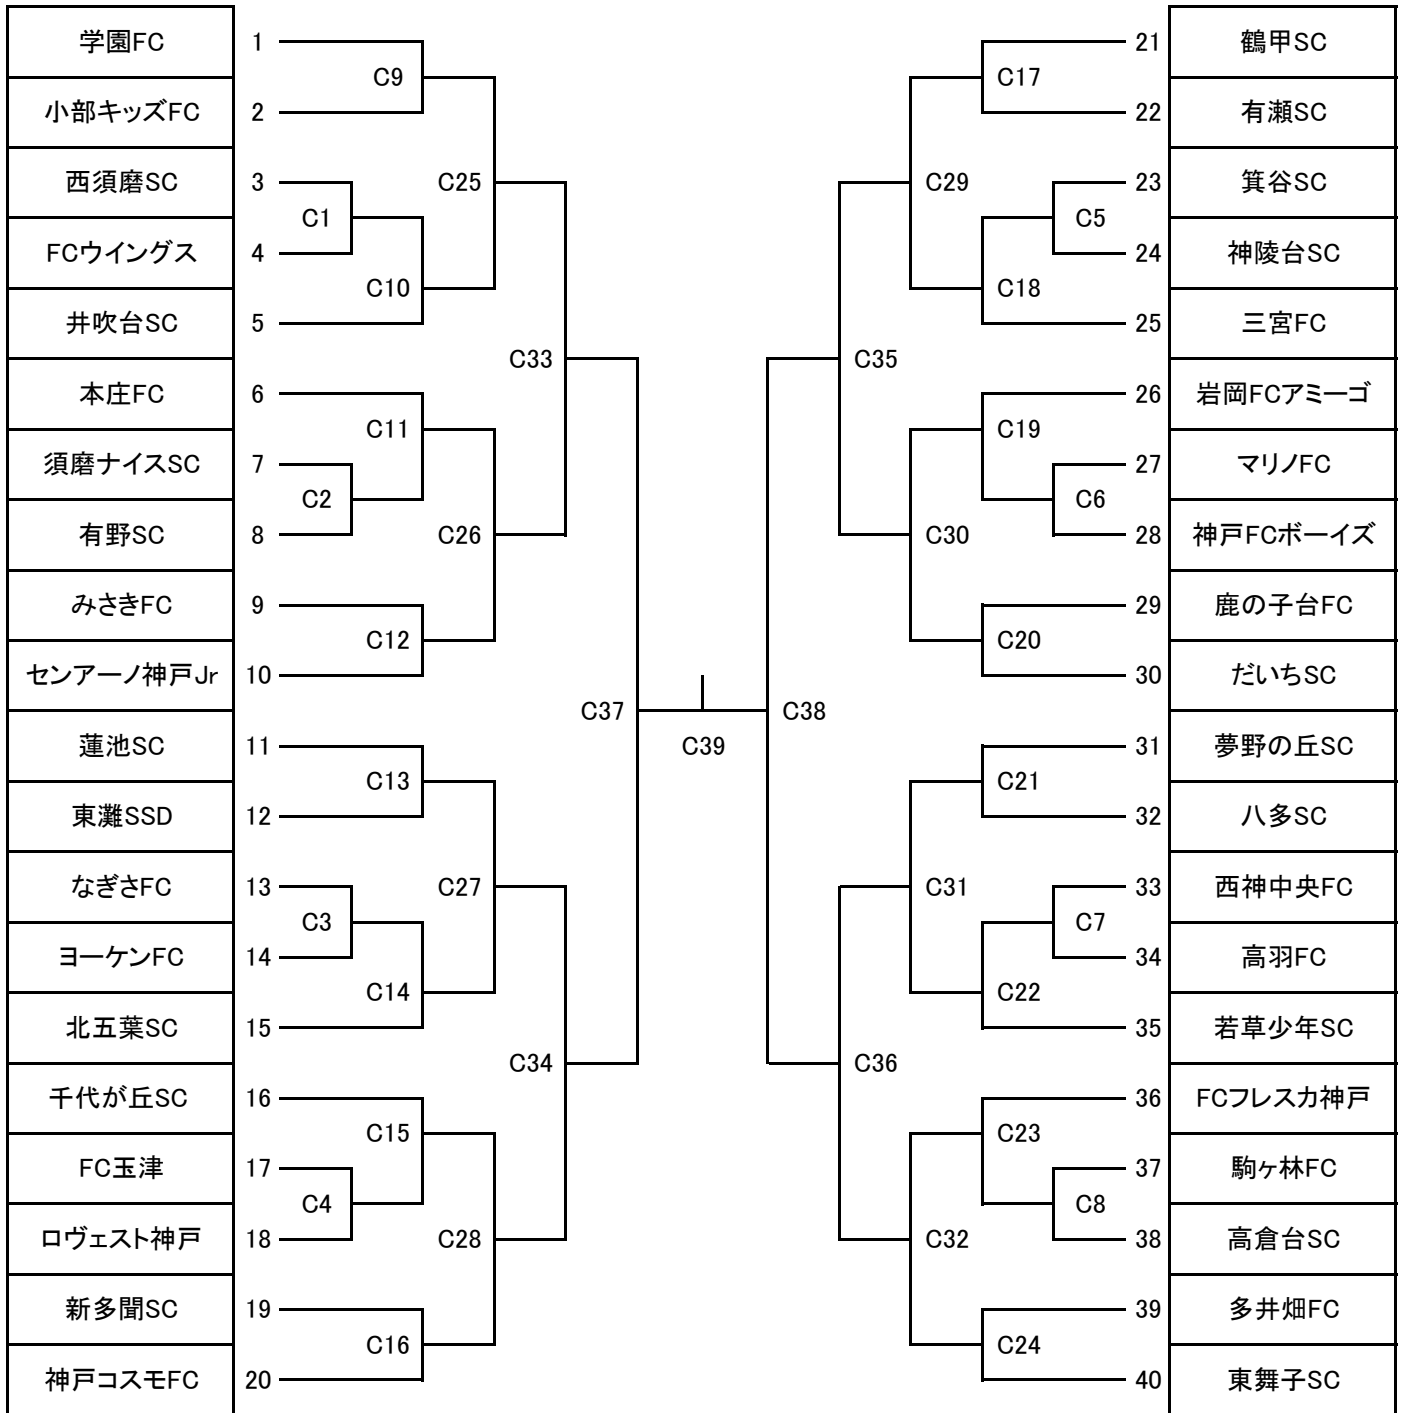 学園FC 1
小部キッズFC 2
西須磨SC 3
FCウイングス 4
井吹台SC 5
本庄FC 6
須磨ナイスSC 7
有野SC 8
みさきFC 9
センアーノ神戸Jr 10
蓮池SC 11
東灘SSD 12
なぎさFC 13
ヨーケンFC 14
北五葉SC 15
千代が丘SC 16
FC玉津 17
ロヴェスト神戸 18
新多聞SC 19
神戸コスモFC 20
C1
C2
C3
C4
C9
C10
C11
C12
C13
C14
C15
C16
C25
C26
C27
C28
C33
C34
C37
C39
C38
C35
C36
C29
C30
C31
C32
C17
C18
C19
C20
C21
C22
C23
C24
C5
C6
C7
C8
21 鶴甲SC
22 有瀬SC
23 箕谷SC
24 神陵台SC
25 三宮FC
26 岩岡FCアミーゴ
27 マリノFC
28 神戸FCボーイズ
29 鹿の子台FC
30 だいちSC
31 夢野の丘SC
32 八多SC
33 西神中央FC
34 高羽FC
35 若草少年SC
36 FCフレスカ神戸
37 駒ヶ林FC
38 高倉台SC
39 多井畑FC
40 東舞子SC